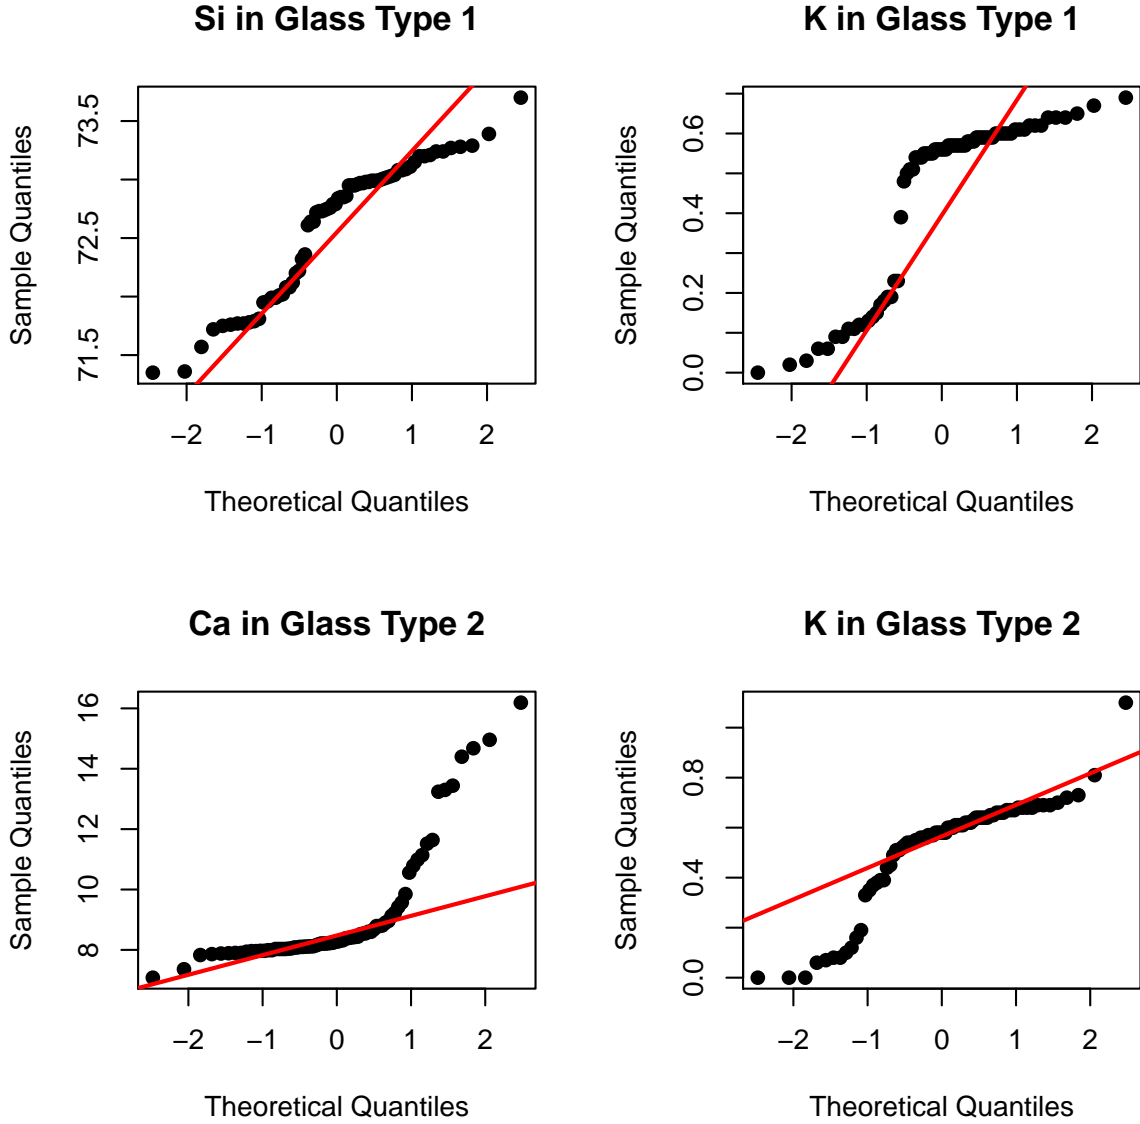 Si in Glass Type 1
Sample Quantiles
71.5 72.5 73.5
−2 −1 0 1 2
Theoretical Quantiles
K in Glass Type 1
Sample Quantiles
0.0 0.2 0.4 0.6
−2 −1 0 1 2
Theoretical Quantiles
Ca in Glass Type 2
Sample Quantiles
8 10 12 14 16
−2 −1 0 1 2
Theoretical Quantiles
K in Glass Type 2
Sample Quantiles
0.0 0.4 0.8
−2 −1 0 1 2
Theoretical Quantiles